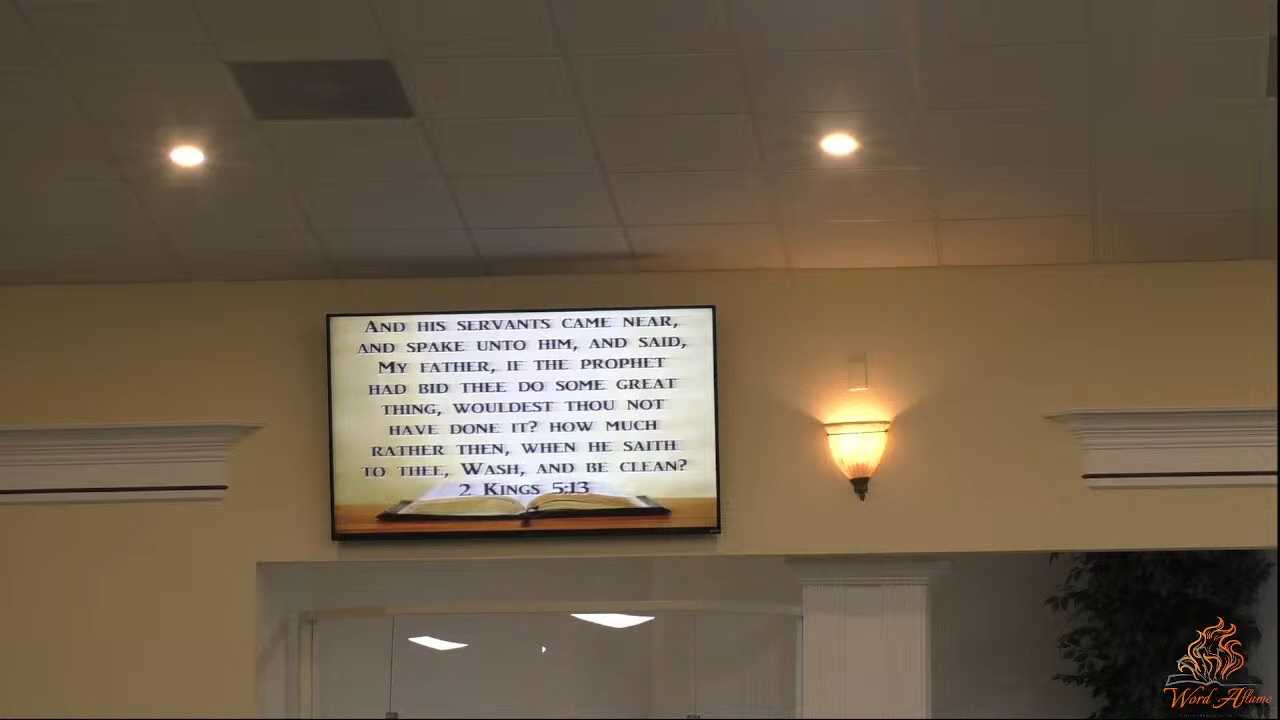 And his servants came near,
and spake unto him, and said,
My father, if the prophet
had bid thee do some great
thing, wouldest thou not
have done it? how much
rather then, when he saith
to thee, Wash, and be clean?
2 Kings 5:13
Word Aflame